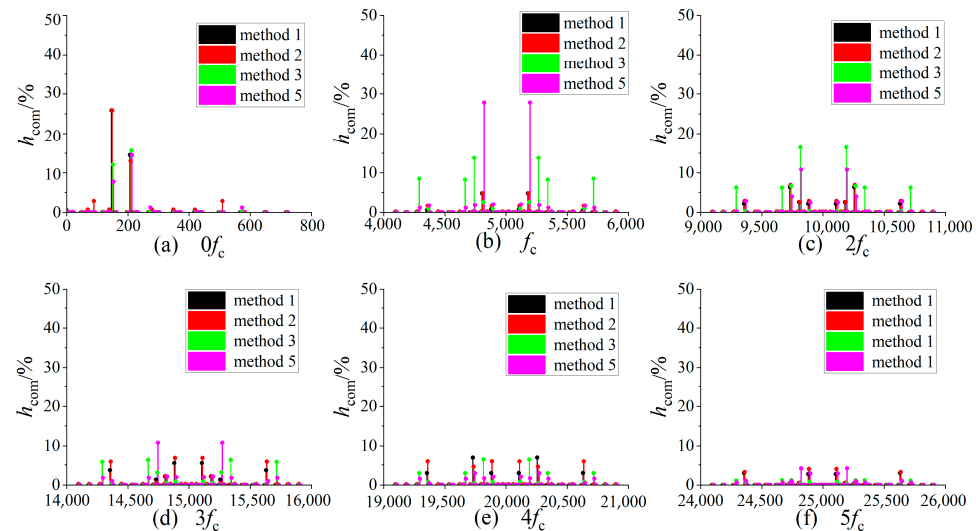 50
40
30
20
10
0
h_com/%
method 1
method 2
method 3
method 5
0 200 400 600 800
(a) 0f_c
50
40
30
20
10
0
h_com/%
method 1
method 2
method 3
method 5
4,000 4,500 5,000 5,500 6,000
(b) f_c
50
40
30
20
10
0
h_com/%
method 1
method 2
method 3
method 5
9,000 9,500 10,000 10,500 11,000
(c) 2f_c
50
40
30
20
10
0
h_com/%
method 1
method 2
method 3
method 5
14,000 14,500 15,000 15,500 16,000
(d) 3f_c
50
40
30
20
10
0
h_com/%
method 1
method 2
method 3
method 5
19,000 19,500 20,000 20,500 21,000
(e) 4f_c
50
40
30
20
10
0
h_com/%
method 1
method 1
method 1
method 1
24,000 24,500 25,000 25,500 26,000
(f) 5f_c